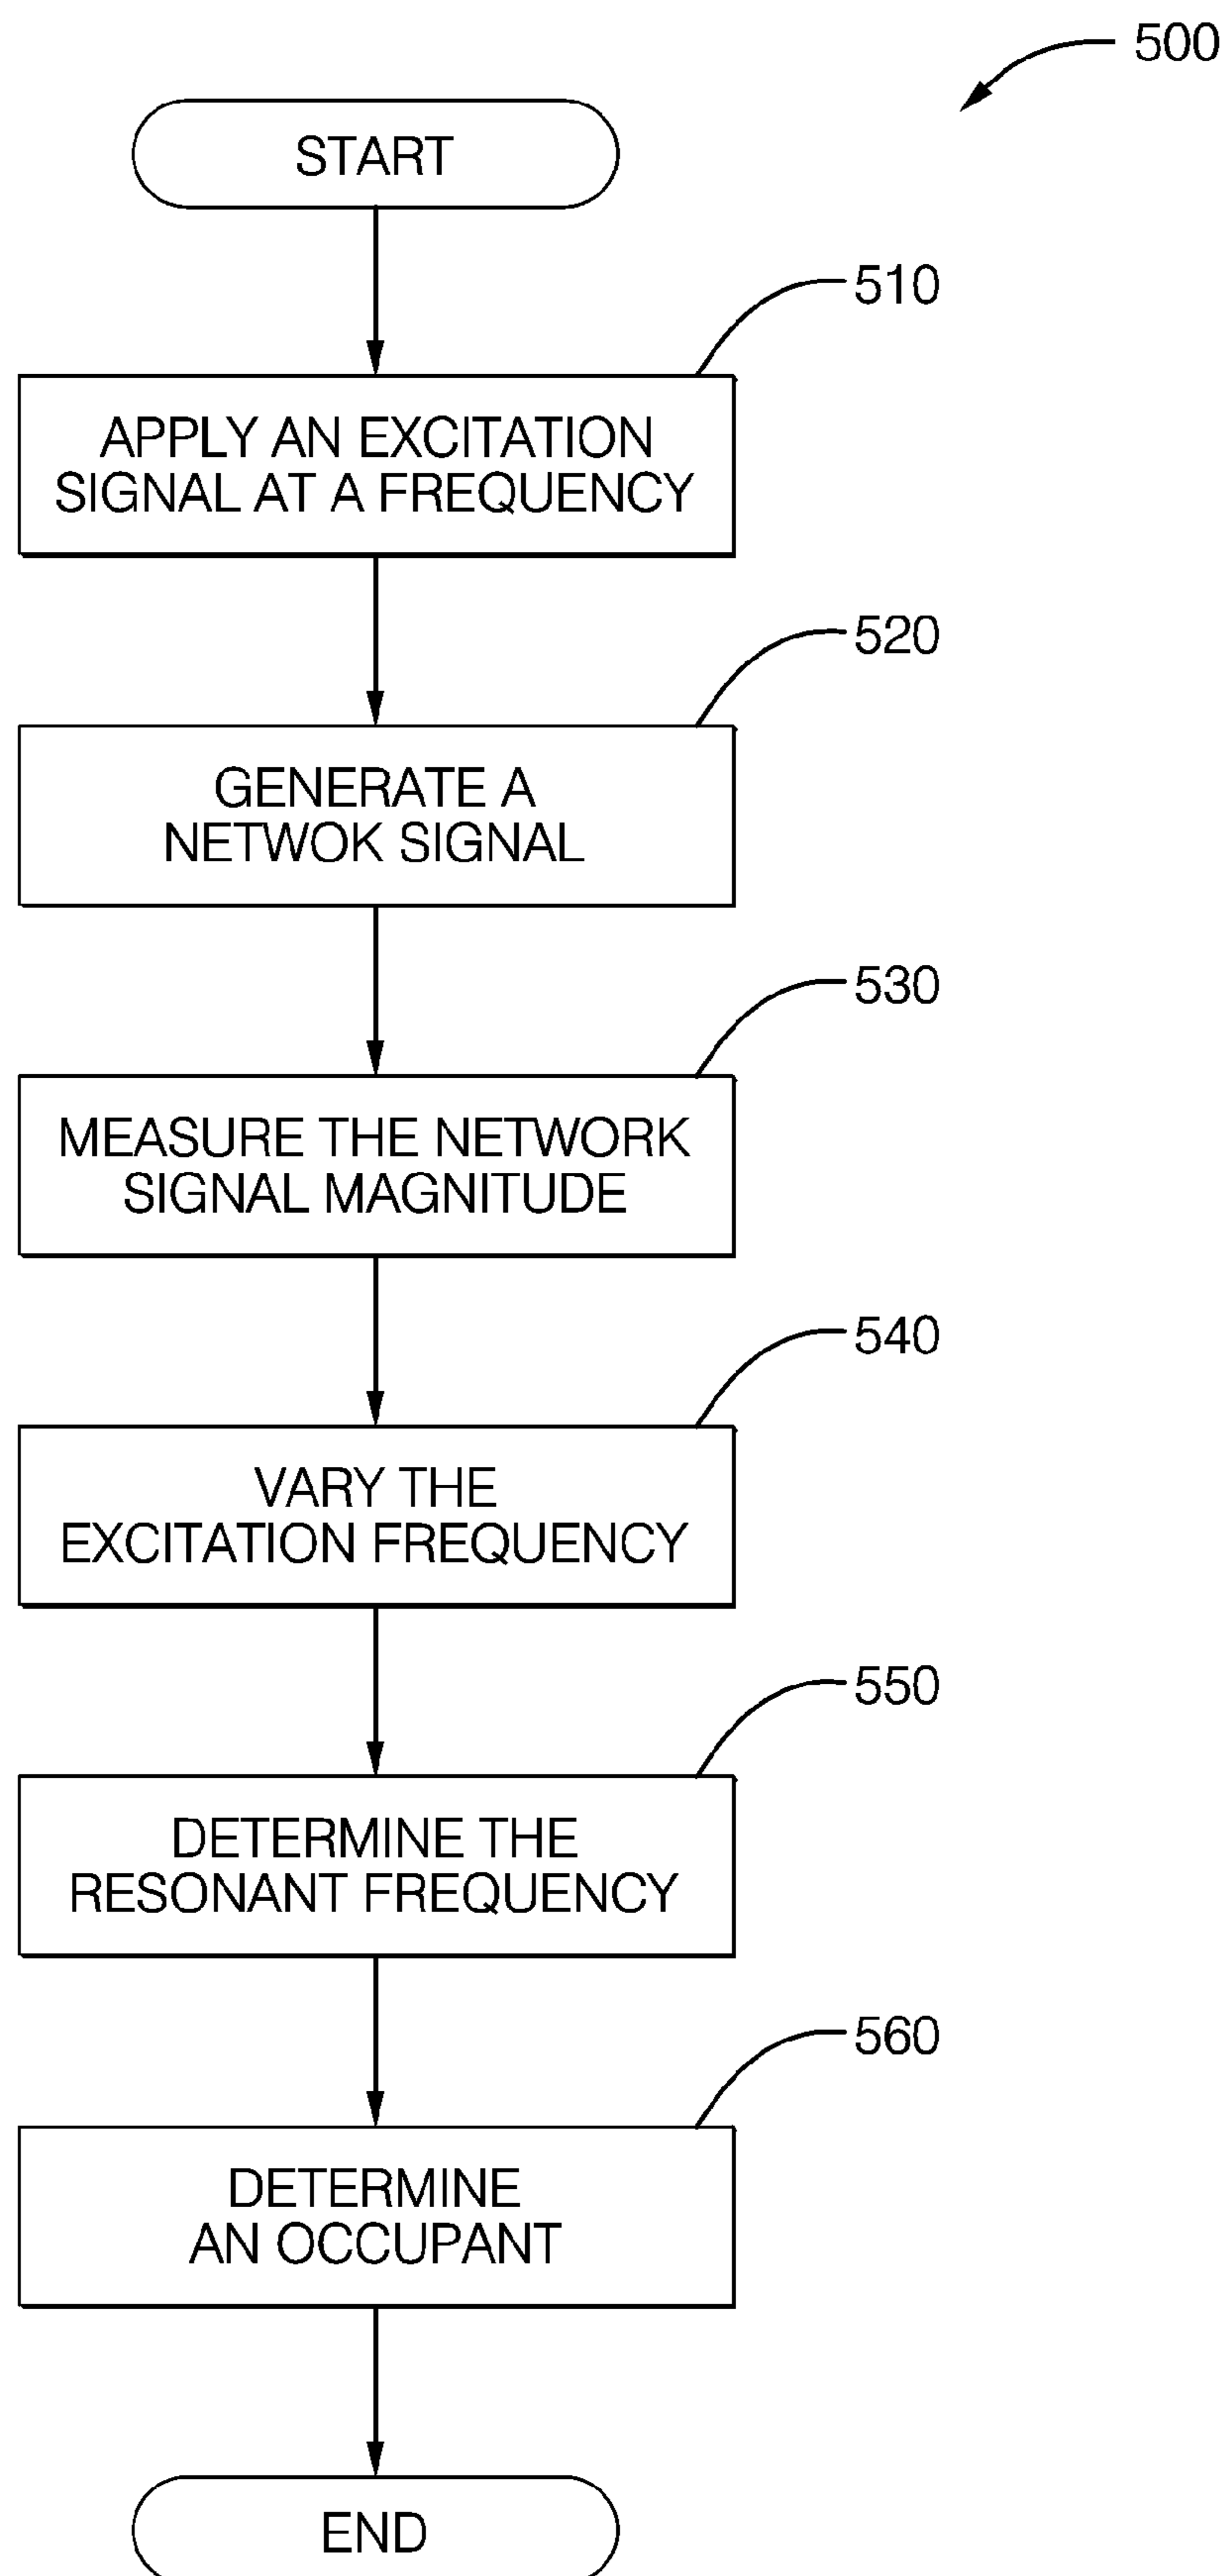 500
START
510
APPLY AN EXCITATION
SIGNAL AT A FREQUENCY
520
GENERATE A
NETWOK SIGNAL
530
MEASURE THE NETWORK
SIGNAL MAGNITUDE
540
VARY THE
EXCITATION FREQUENCY
550
DETERMINE THE
RESONANT FREQUENCY
560
DETERMINE
AN OCCUPANT
END